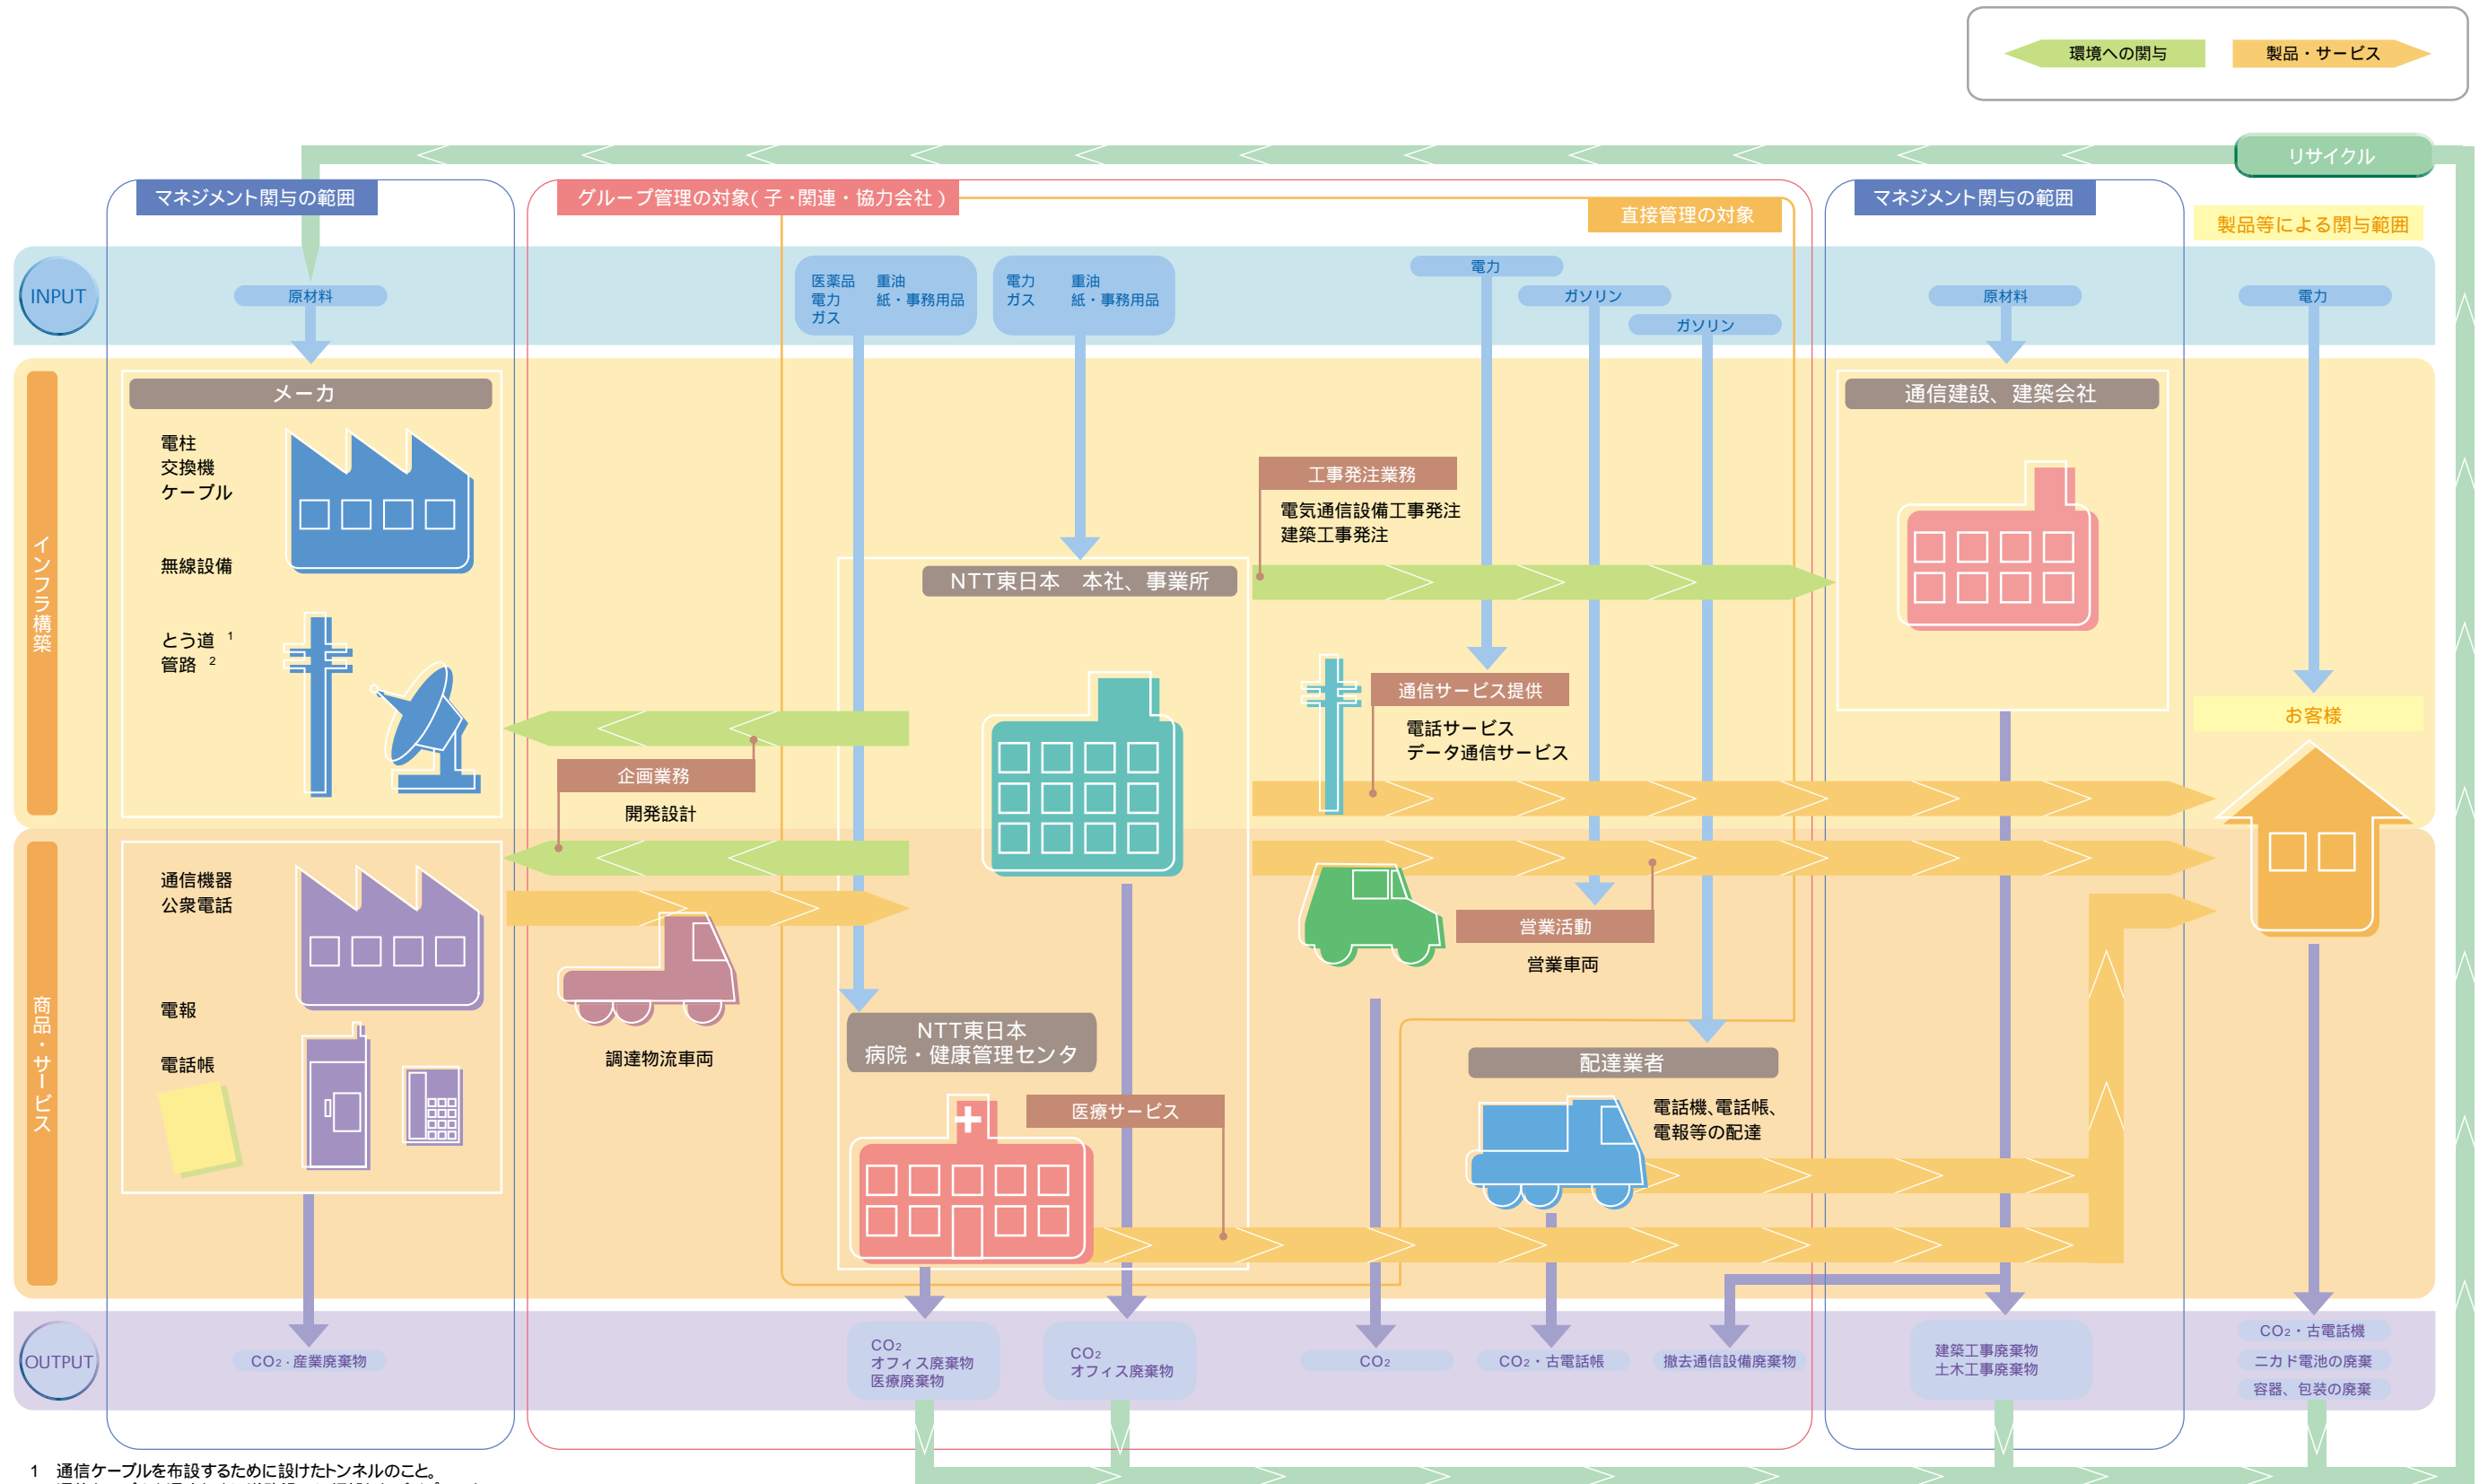 環境への関与
製品・サービス
リサイクル
マネジメント関与の範囲
グループ管理の対象(子・関連・協力会社)
直接管理の対象
マネジメント関与の範囲
製品等による関与範囲
INPUT
原材料
医薬品 重油
電力 紙・事務用品
ガス
電力 重油
ガス 紙・事務用品
電力
ガソリン
ガソリン
原材料
電力
インフラ構築
メーカ
電柱
交換機
ケーブル
無線設備
とう道 1
管路 2
通信建設、建築会社
工事発注業務
電気通信設備工事発注
建築工事発注
NTT東日本 本社、事業所
通信サービス提供
電話サービス
データ通信サービス
お客様
企画業務
開発設計
商品・サービス
通信機器
公衆電話
電報
電話帳
調達物流車両
営業活動
営業車両
NTT東日本
病院・健康管理センタ
医療サービス
配達業者
電話機、電話帳、
電報等の配達
OUTPUT
CO2・産業廃棄物
CO2
オフィス廃棄物
医療廃棄物
CO2
オフィス廃棄物
CO2
CO2・古電話帳
撤去通信設備廃棄物
建築工事廃棄物
土木工事廃棄物
CO2・古電話機
ニカド電池の廃棄
容器、包装の廃棄
1 通信ケーブルを布設するために設けたトンネルのこと。